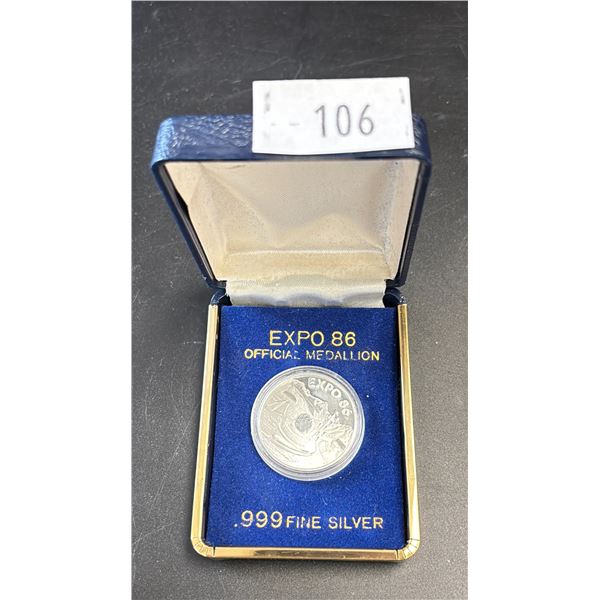 -- 106
EXPO 86
OFFICIAL MEDALLION
EXPO 86
.999 FINE SILVER